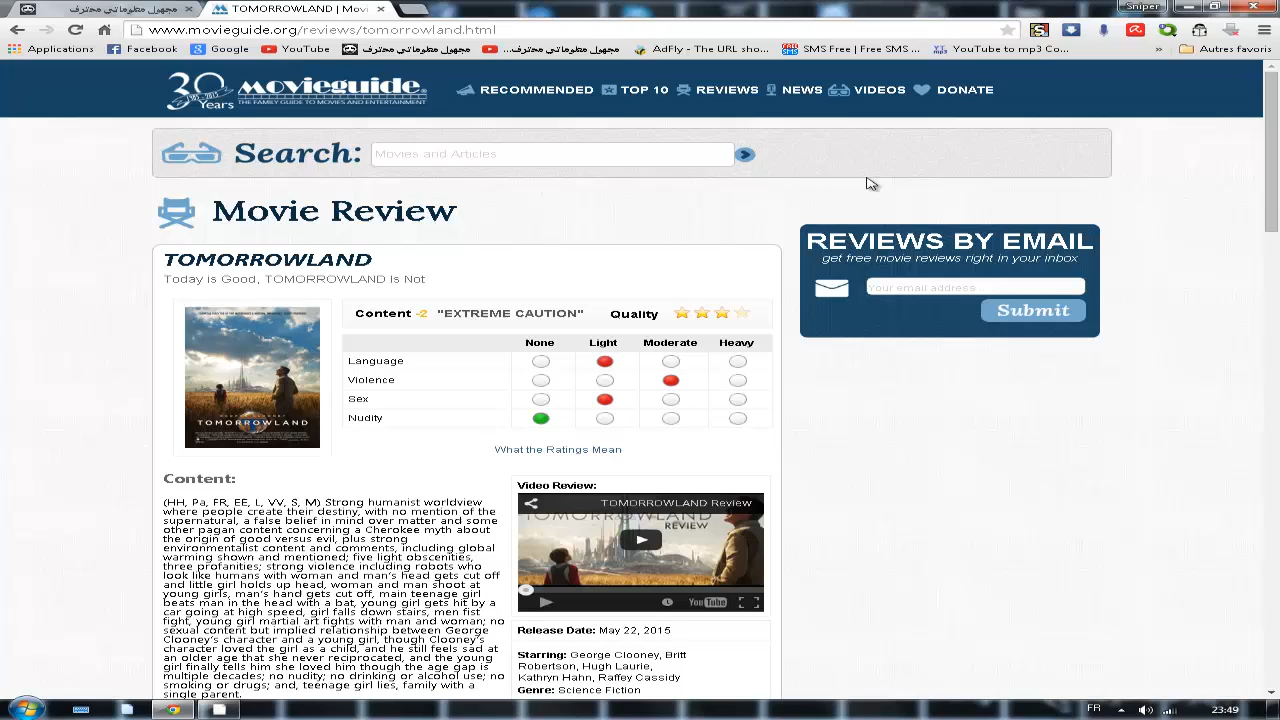 مجهول معلوماتي محترف
TOMORROWLAND | Movi
Sniper
www.movieguide.org/reviews/tomorrowland.html
Applications
Facebook
Google
YouTube
مجهول معلوماتي محترف
مجهول معلوماتي محترف...
AdFly - The URL sho...
SMS Free | Free SMS ...
YouTube to mp3 Co...
»
Autres favoris
30 Years
movieguide
THE FAMILY GUIDE TO MOVIES AND ENTERTAINMENT
RECOMMENDED
TOP 10
REVIEWS
NEWS
VIDEOS
DONATE
Search:
Movies and Articles
Movie Review
TOMORROWLAND
Today is Good, TOMORROWLAND Is Not
TOMORROWLAND
Content -2 "EXTREME CAUTION" Quality
None Light Moderate Heavy
Language
Violence
Sex
Nudity
What the Ratings Mean
Content:
(HH, Pa, FR, EE, L, VV, S, M) Strong humanist worldview
where people create their destiny, with no mention of the
supernatural, a false belief in mind over matter and some
other pagan content concerning a Cherokee myth about
the origin of good versus evil, plus strong
environmentalist content and comments, including global
warming shown and mentioned; five light obscenities,
three profanities; strong violence including robots who
look like humans with woman and man's head gets cut off
and little girl holds up head, woman and man shoot at
young girls, man's hand gets cut off, main teenage girl
beats man in the head with a bat, young girl gets hit by a
car going at high speed, girl falls down stairs, men fist
fight, young girl martial art fights with man and woman; no
sexual content but implied relationship between George
Clooney's character and a young girl, though Clooney's
character loved the girl as a child, and he still feels sad at
an older age that she never reciprocated, and the young
girl finally tells him she loved him though the age gap is
multiple decades; no nudity; no drinking or alcohol use; no
smoking or drugs; and, teenage girl lies, family with a
single parent.
Video Review:
TOMORROWLAND Review
TOMORROWLAND
REVIEW
YouTube
Release Date: May 22, 2015
Starring: George Clooney, Britt
Robertson, Hugh Laurie,
Kathryn Hahn, Raffey Cassidy
Genre: Science Fiction
REVIEWS BY EMAIL
get free movie reviews right in your inbox
Your email address ...
Submit
FR
23:49